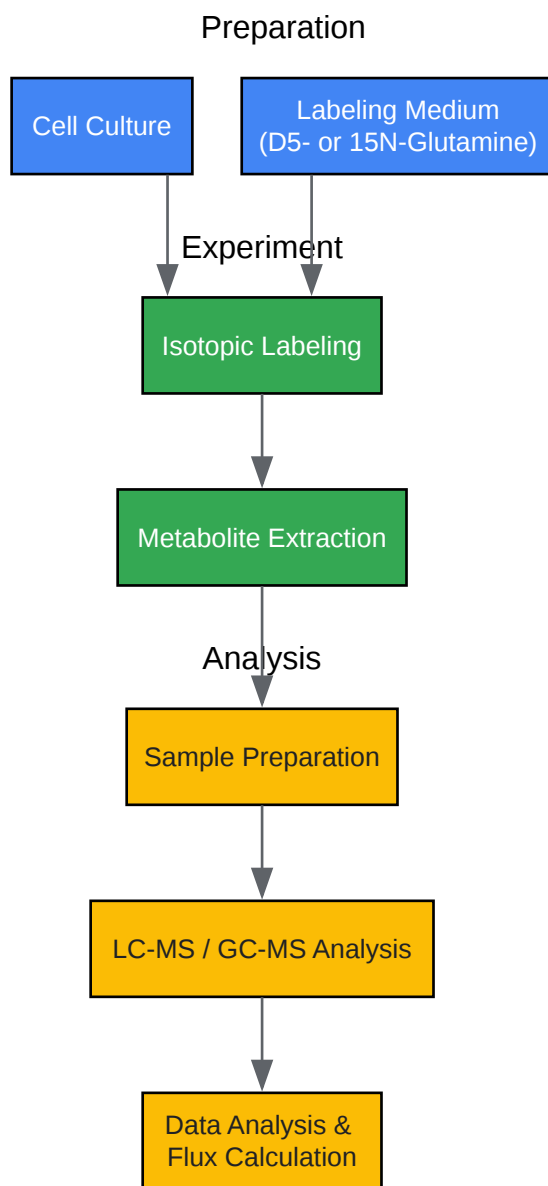 Preparation
Cell Culture
Labeling Medium
(D5- or 15N-Glutamine)
Experiment
Isotopic Labeling
Metabolite Extraction
Analysis
Sample Preparation
LC-MS / GC-MS Analysis
Data Analysis &
Flux Calculation